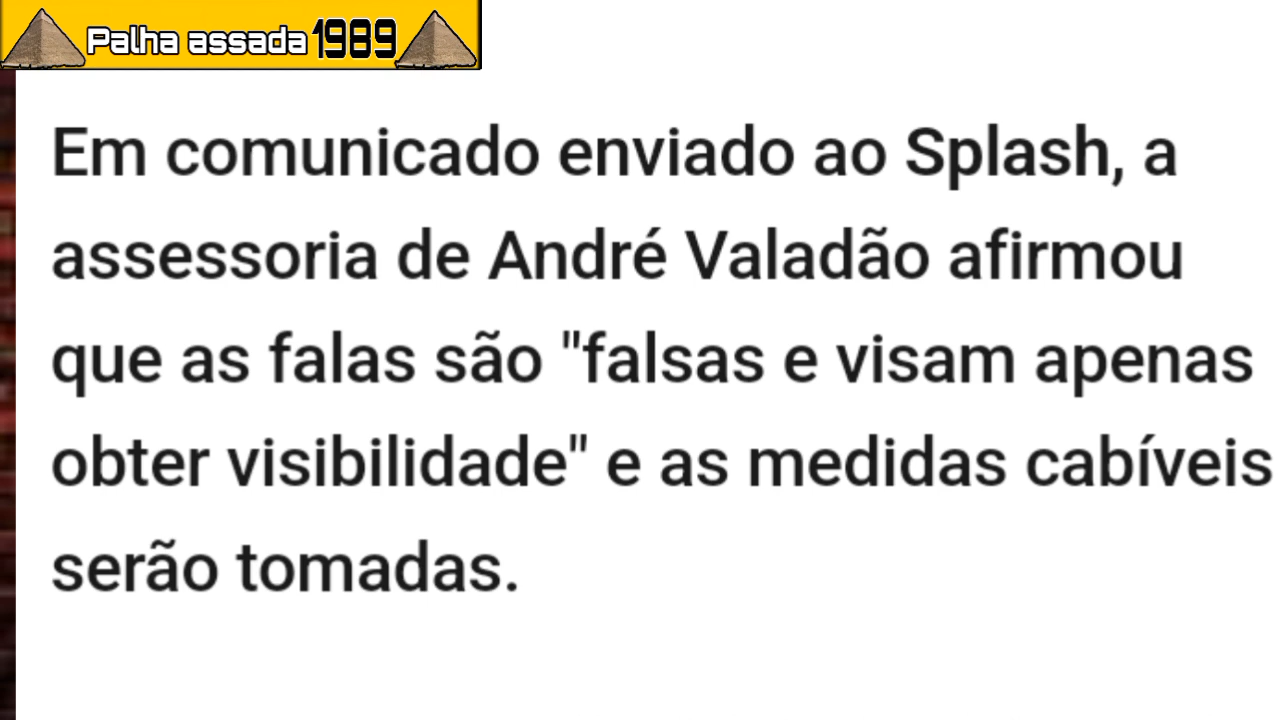 Palha assada 1989
Em comunicado enviado ao Splash, a
assessoria de André Valadão afirmou
que as falas são "falsas e visam apenas
obter visibilidade" e as medidas cabíveis
serão tomadas.